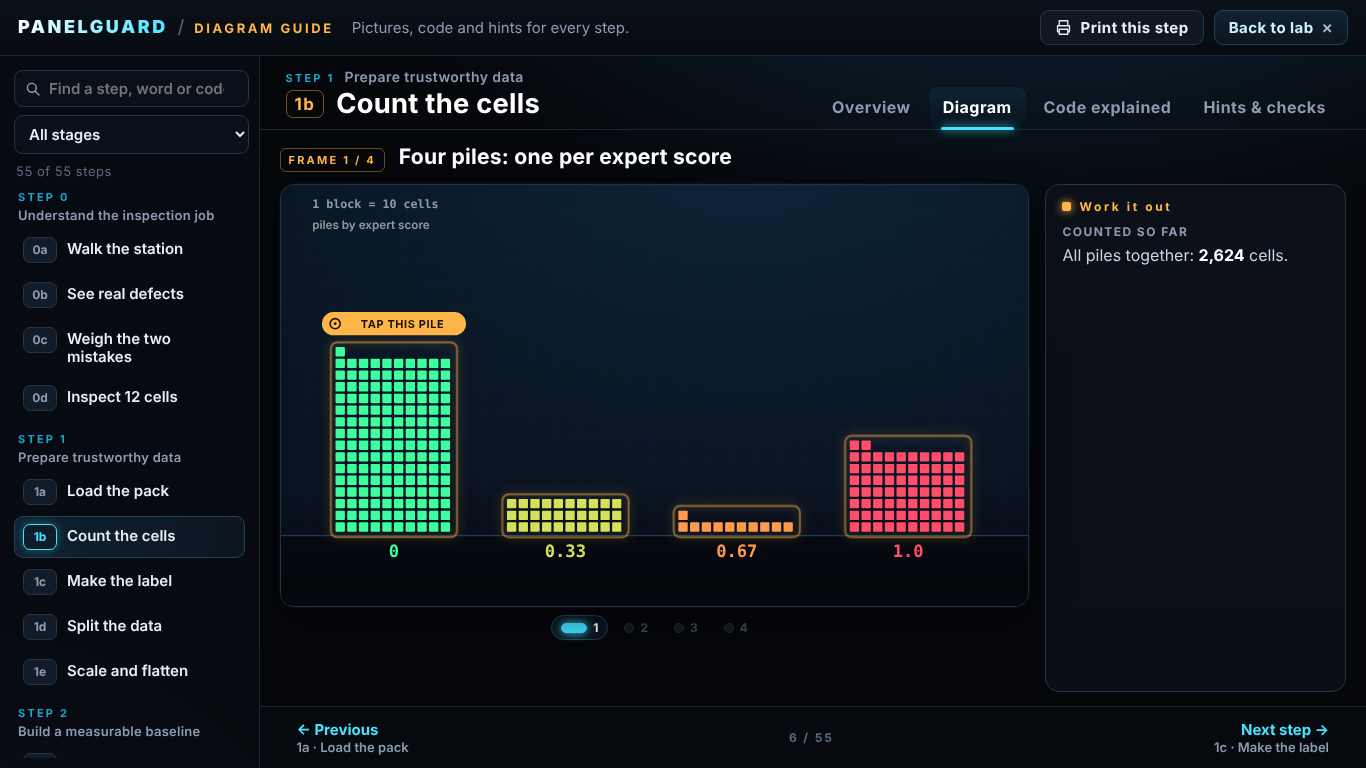 PANELGUARD / DIAGRAM GUIDE Pictures, code and hints for every step.
Print this step
Back to lab ×
Find a step, word or cod
All stages
55 of 55 steps
STEP 0
Understand the inspection job
0a Walk the station
0b See real defects
0c Weigh the two
mistakes
0d Inspect 12 cells
STEP 1
Prepare trustworthy data
1a Load the pack
1b Count the cells
1c Make the label
1d Split the data
1e Scale and flatten
STEP 2
Build a measurable baseline
STEP 1 Prepare trustworthy data
1b Count the cells
Overview
Diagram
Code explained
Hints & checks
FRAME 1 / 4 Four piles: one per expert score
1 block = 10 cells
piles by expert score
TAP THIS PILE
0 0.33 0.67 1.0
1 2 3 4
Work it out
COUNTED SO FAR
All piles together: 2,624 cells.
← Previous
1a · Load the pack
6 / 55
Next step →
1c · Make the label